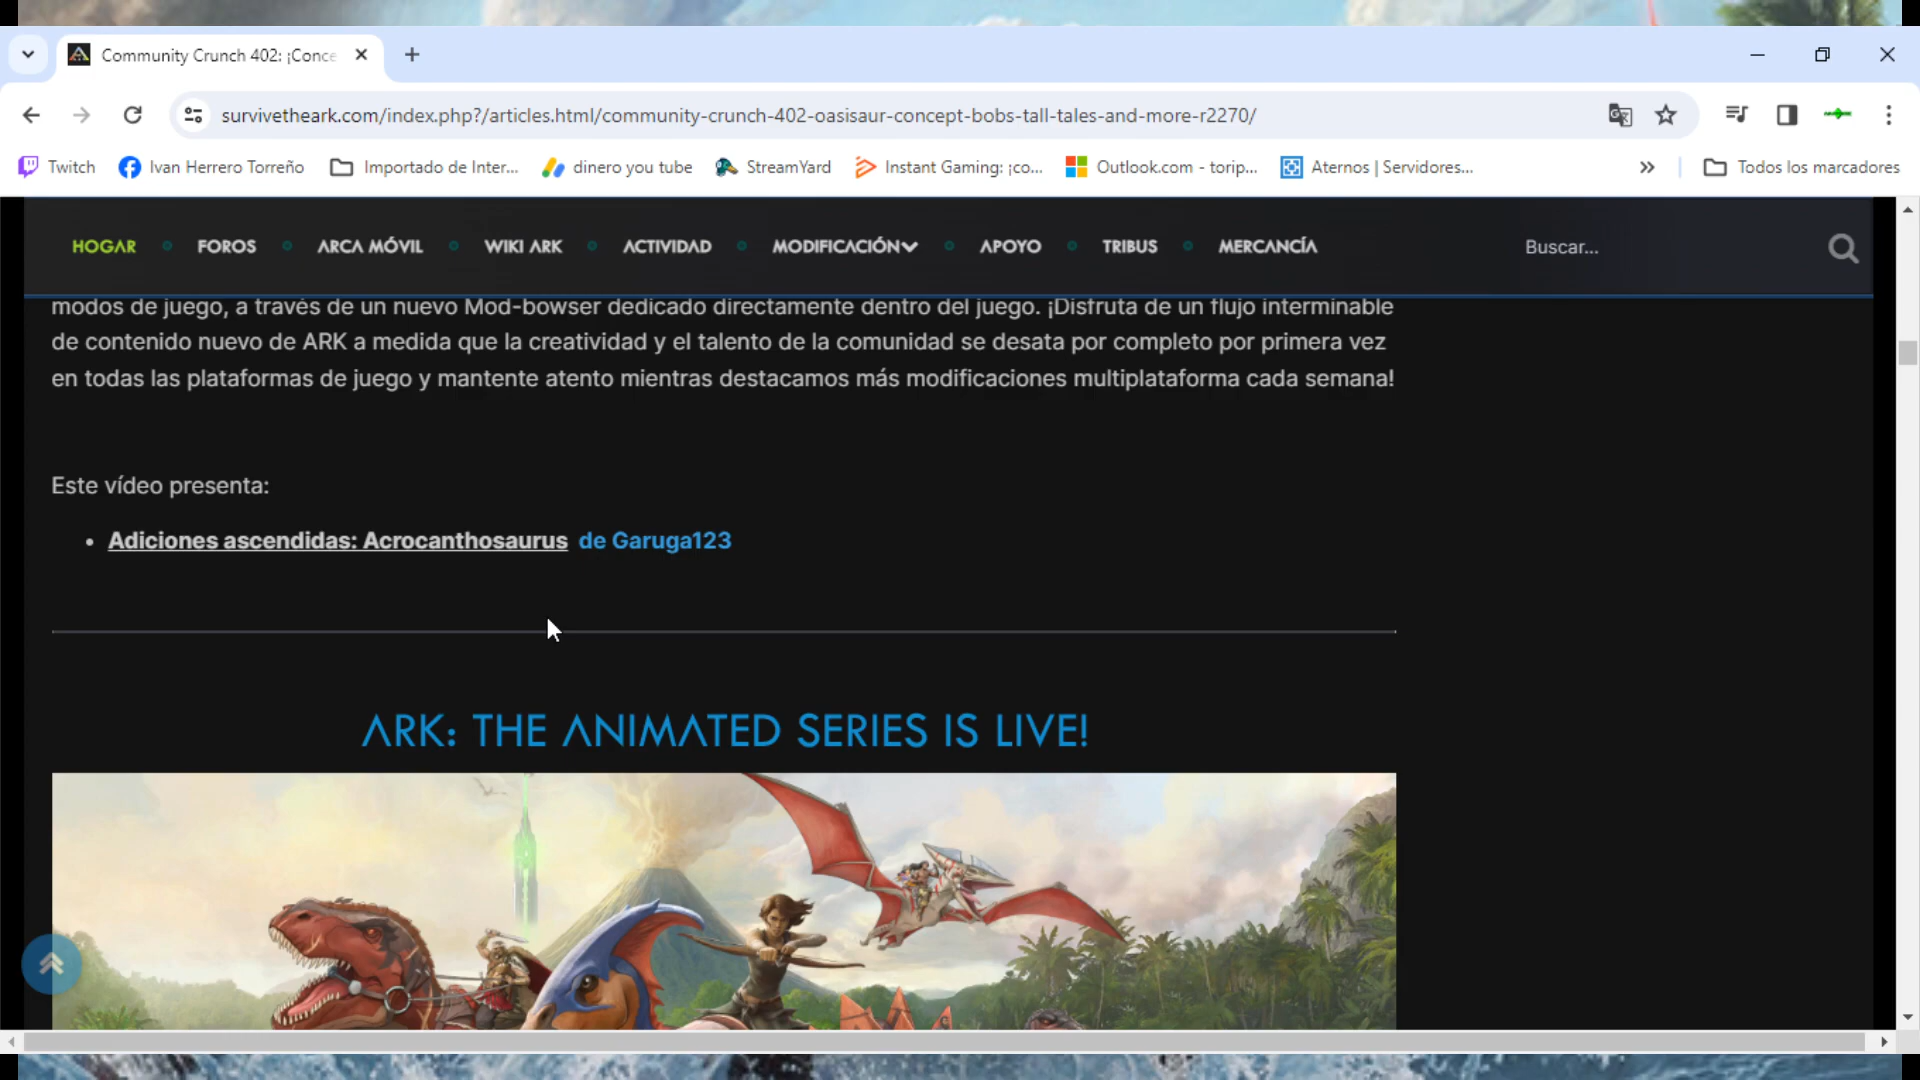 Community Crunch 402: ¡Conce
survivetheark.com/index.php?/articles.html/community-crunch-402-oasisaur-concept-bobs-tall-tales-and-more-r2270/
Twitch
Ivan Herrero Torreño
Importado de Inter...
dinero you tube
StreamYard
Instant Gaming: ¡co...
Outlook.com - torip...
Aternos | Servidores...
Todos los marcadores
HOGAR
FOROS
ARCA MÓVIL
WIKI ARK
ACTIVIDAD
MODIFICACIÓN
APOYO
TRIBUS
MERCANCÍA
Buscar...
modos de juego, a través de un nuevo Mod-bowser dedicado directamente dentro del juego. ¡Disfruta de un flujo interminable
de contenido nuevo de ARK a medida que la creatividad y el talento de la comunidad se desata por completo por primera vez
en todas las plataformas de juego y mantente atento mientras destacamos más modificaciones multiplataforma cada semana!
Este vídeo presenta:
• Adiciones ascendidas: Acrocanthosaurus de Garuga123
ARK: THE ANIMATED SERIES IS LIVE!